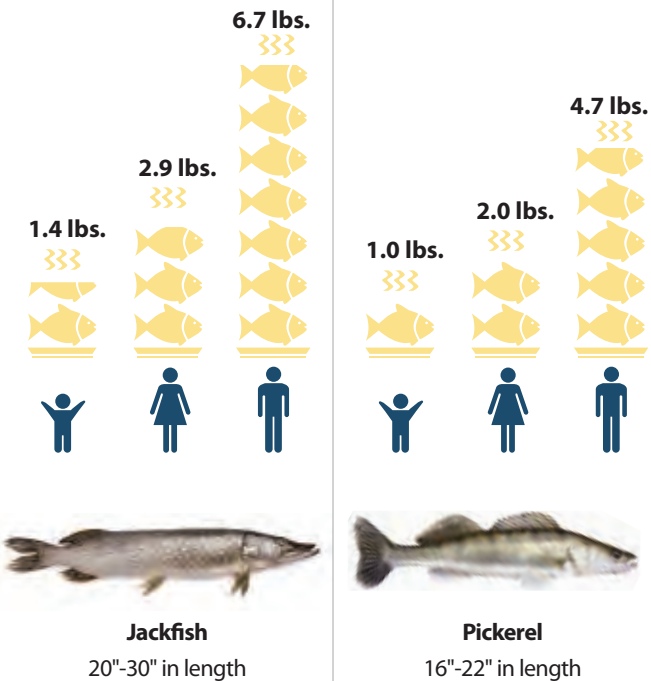 6.7 lbs.
2.9 lbs.
1.4 lbs.
4.7 lbs.
2.0 lbs.
1.0 lbs.
Jackfish
20"-30" in length
Pickerel
16"-22" in length